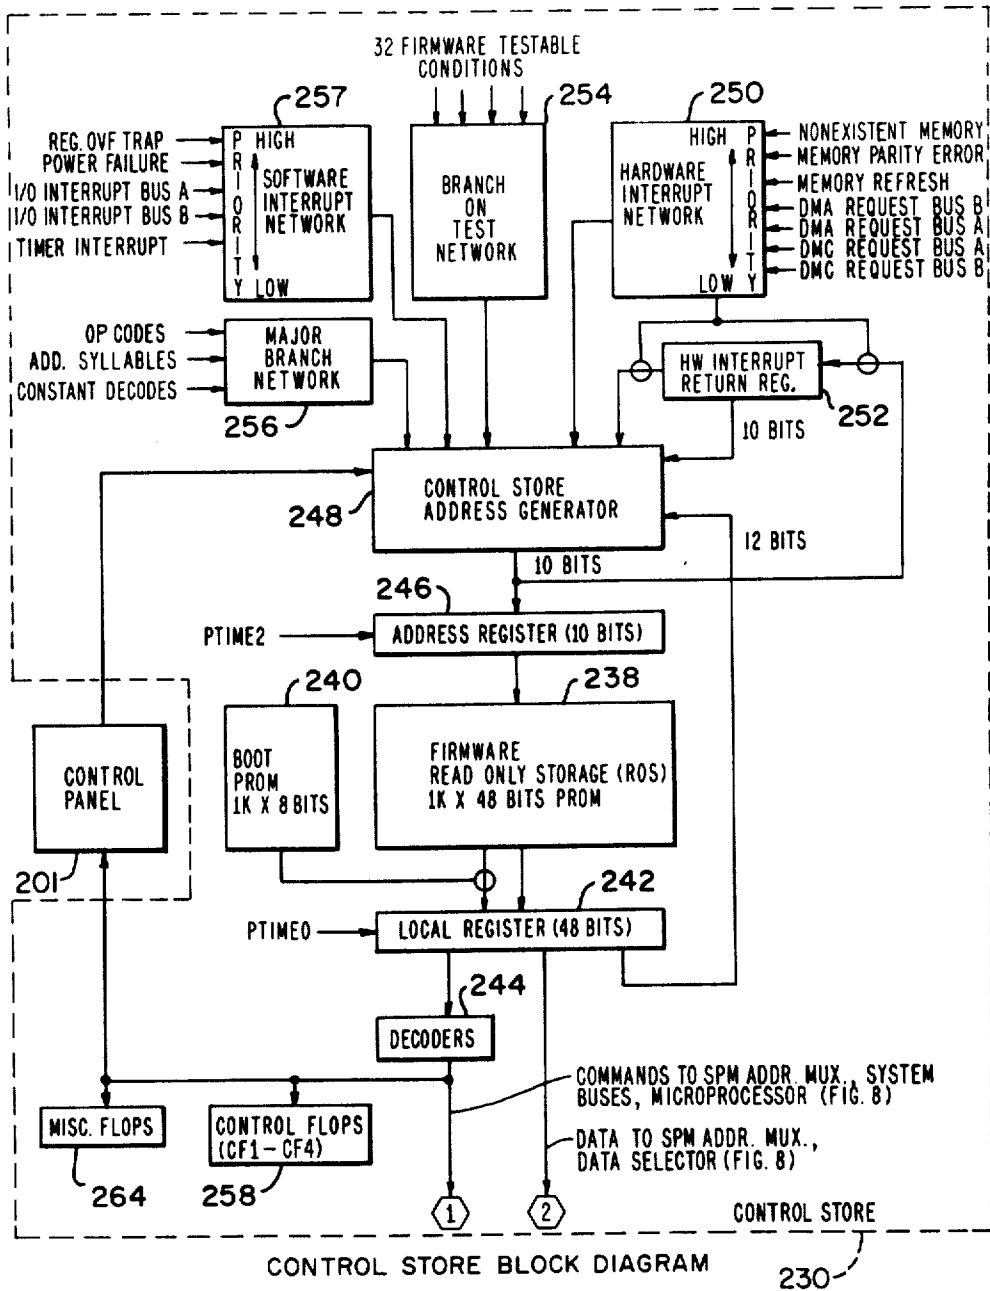 32 FIRMWARE TESTABLE
CONDITIONS
257
254
250
REG. OVF TRAP
POWER FAILURE
I/O INTERRUPT BUS A
I/O INTERRUPT BUS B
TIMER INTERRUPT
PRIORITY
HIGH
SOFTWARE
INTERRUPT
NETWORK
LOW
BRANCH
ON
TEST
NETWORK
HIGH
HARDWARE
INTERRUPT
NETWORK
LOW
PRIORITY
NONEXISTENT MEMORY
MEMORY PARITY ERROR
MEMORY REFRESH
DMA REQUEST BUS B
DMA REQUEST BUS A
DMC REQUEST BUS A
DMC REQUEST BUS B
OP CODES
ADD. SYLLABLES
CONSTANT DECODES
MAJOR
BRANCH
NETWORK
256
HW INTERRUPT
RETURN REG.
252
10 BITS
248
CONTROL STORE
ADDRESS GENERATOR
12 BITS
10 BITS
246
PTIME2
ADDRESS REGISTER (10 BITS)
240
238
BOOT
PROM
1K X 8 BITS
FIRMWARE
READ ONLY STORAGE (ROS)
1K X 48 BITS PROM
CONTROL
PANEL
201
242
PTIME0
LOCAL REGISTER (48 BITS)
244
DECODERS
COMMANDS TO SPM ADDR. MUX., SYSTEM
BUSES, MICROPROCESSOR (FIG. 8)
MISC. FLOPS
264
CONTROL FLOPS
(CF1-CF4)
258
DATA TO SPM ADDR. MUX.,
DATA SELECTOR (FIG. 8)
1
2
CONTROL STORE
CONTROL STORE BLOCK DIAGRAM
230